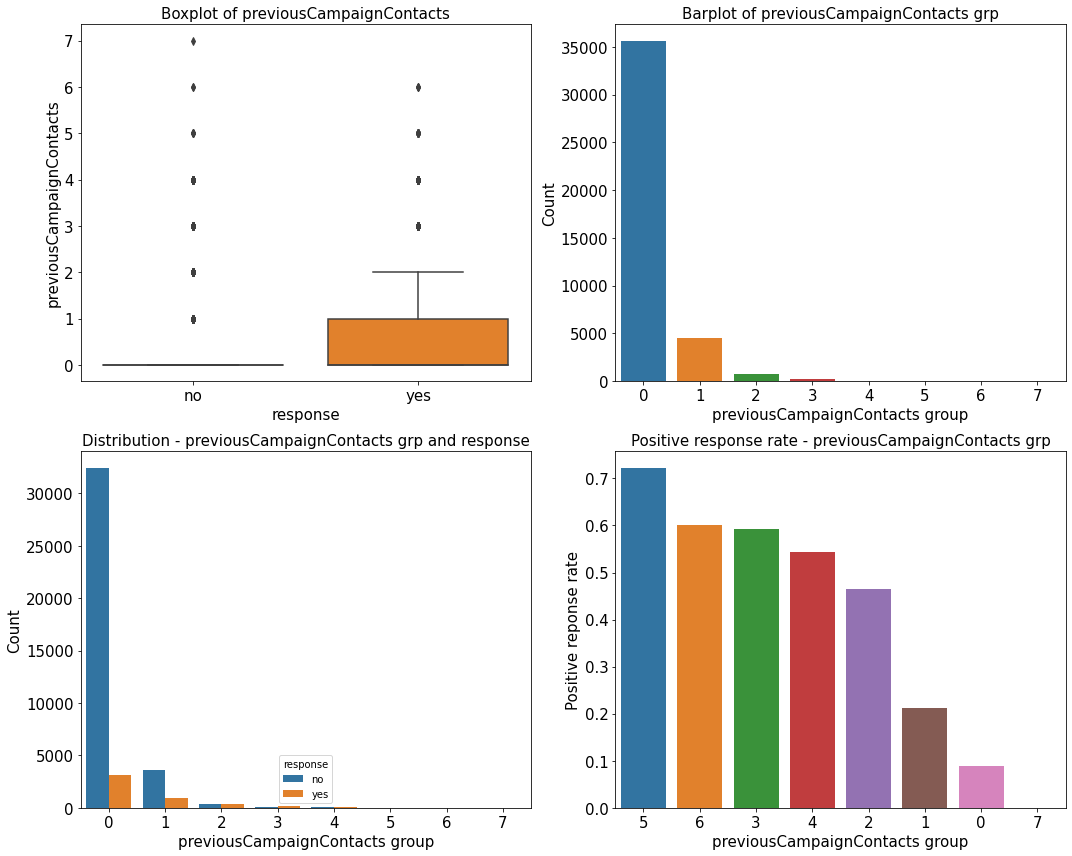 Boxplot of previousCampaignContacts
7
6
5
4
3
2
1
0
previousCampaignContacts
no yes
response
Barplot of previousCampaignContacts grp
35000
30000
25000
20000
15000
10000
5000
0
Count
0 1 2 3 4 5 6 7
previousCampaignContacts group
Distribution - previousCampaignContacts grp and response
30000
25000
20000
15000
10000
5000
0
Count
response
no
yes
0 1 2 3 4 5 6 7
previousCampaignContacts group
Positive response rate - previousCampaignContacts grp
0.7
0.6
0.5
0.4
0.3
0.2
0.1
0.0
Positive reponse rate
5 6 3 4 2 1 0 7
previousCampaignContacts group